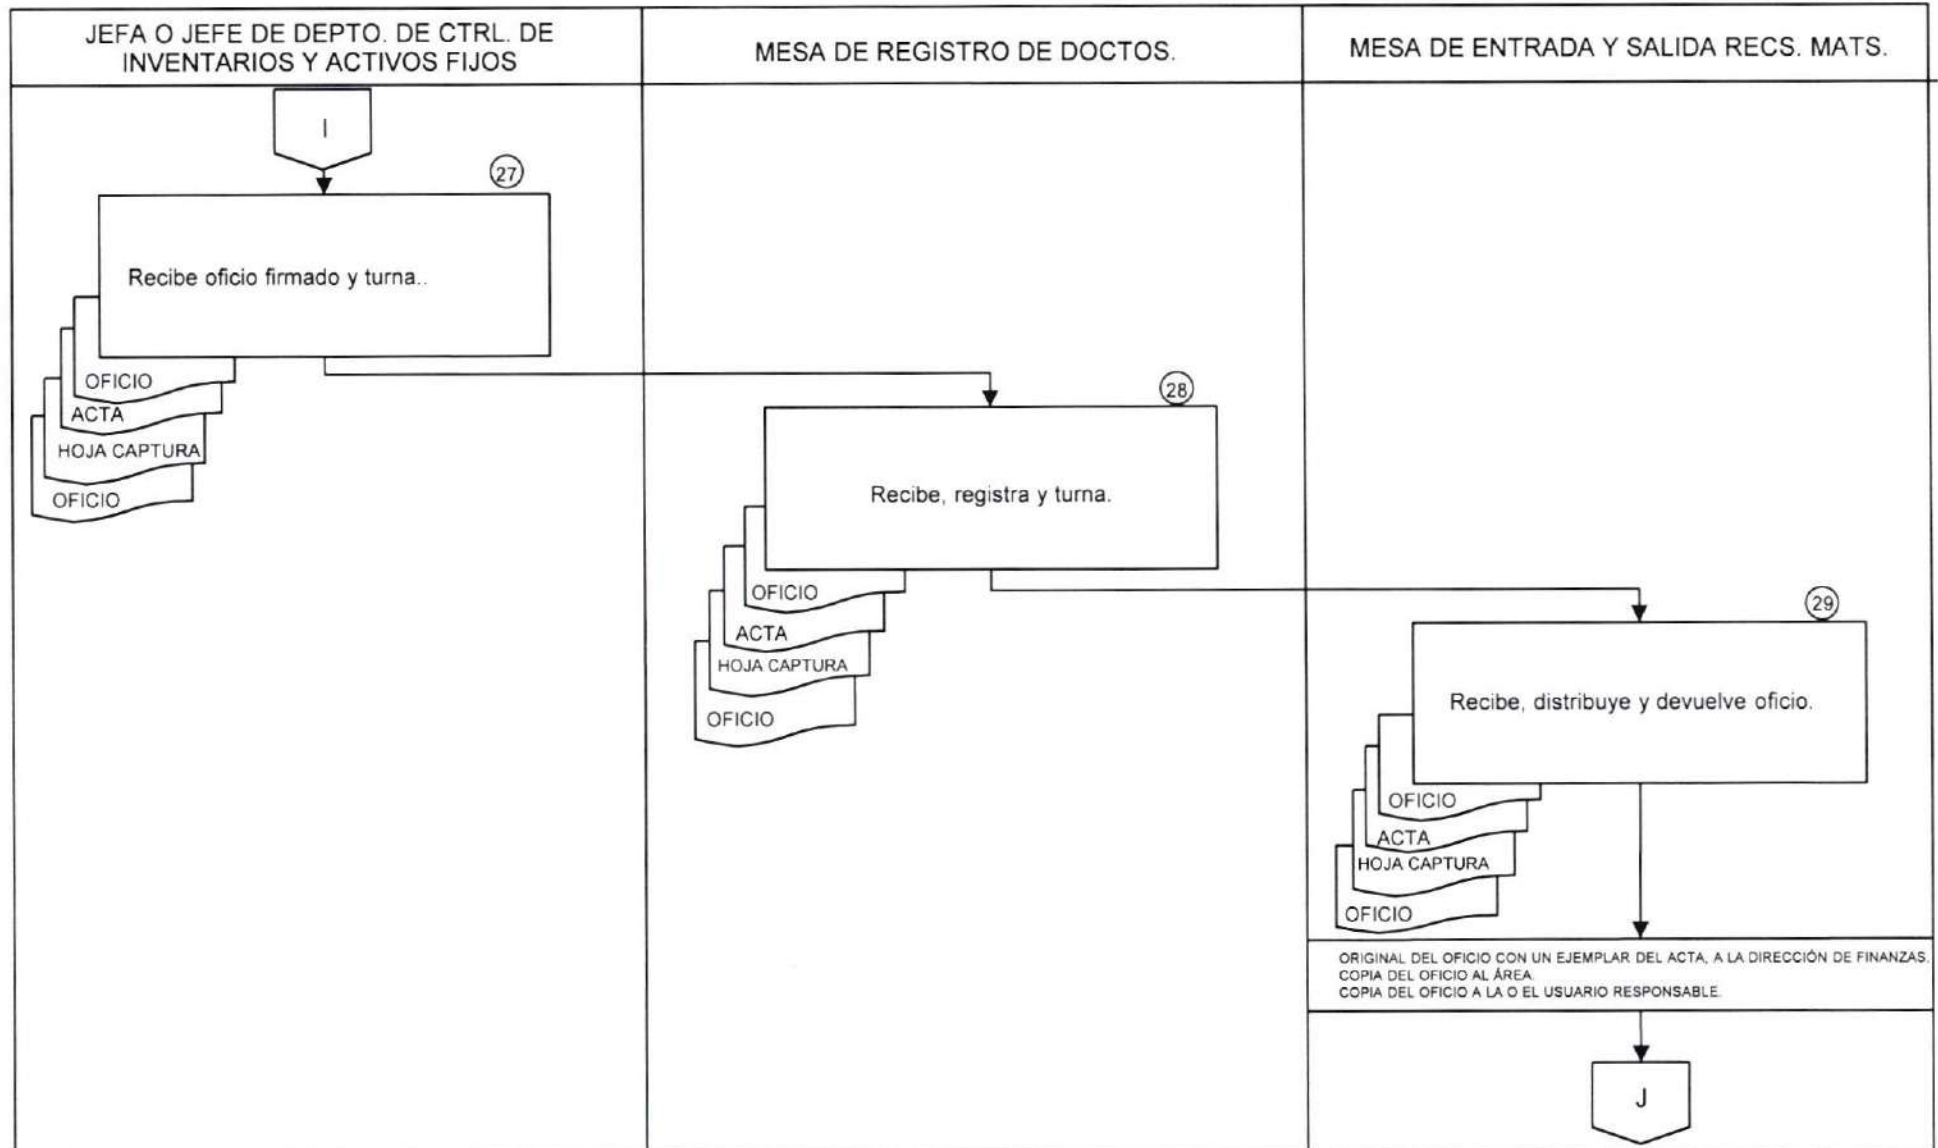 JEFA O JEFE DE DEPTO. DE CTRL. DE
INVENTARIOS Y ACTIVOS FIJOS
MESA DE REGISTRO DE DOCTOS.
MESA DE ENTRADA Y SALIDA RECS. MATS.
I
27
Recibe oficio firmado y turna..
OFICIO
ACTA
HOJA CAPTURA
OFICIO
28
Recibe, registra y turna.
OFICIO
ACTA
HOJA CAPTURA
OFICIO
29
Recibe, distribuye y devuelve oficio.
OFICIO
ACTA
HOJA CAPTURA
OFICIO
ORIGINAL DEL OFICIO CON UN EJEMPLAR DEL ACTA, A LA DIRECCIÓN DE FINANZAS.
COPIA DEL OFICIO AL ÁREA.
COPIA DEL OFICIO A LA O EL USUARIO RESPONSABLE.
J